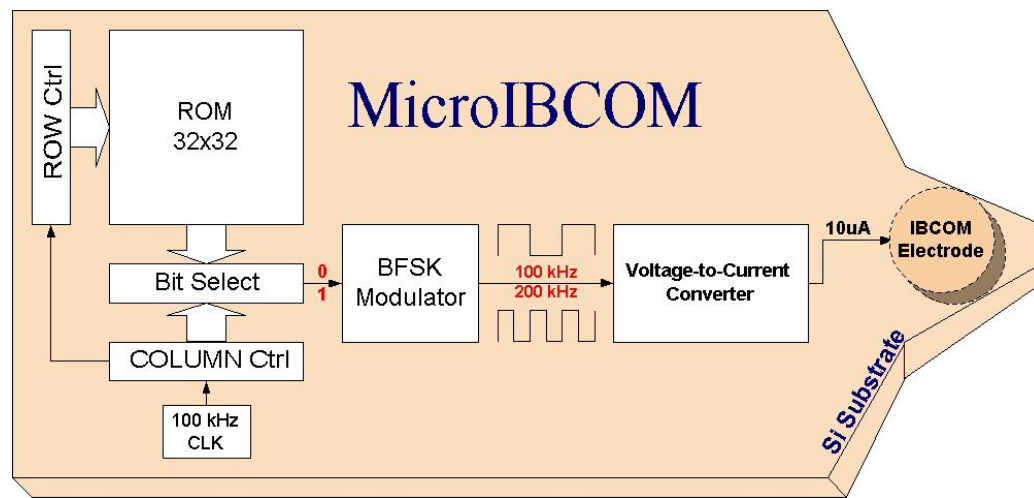 MicroIBCOM
ROW Ctrl
ROM
32x32
Bit Select
COLUMN Ctrl
100 kHz
CLK
0
1
BFSK
Modulator
100 kHz
200 kHz
Voltage-to-Current
Converter
10uA
IBCOM
Electrode
Si Substrate